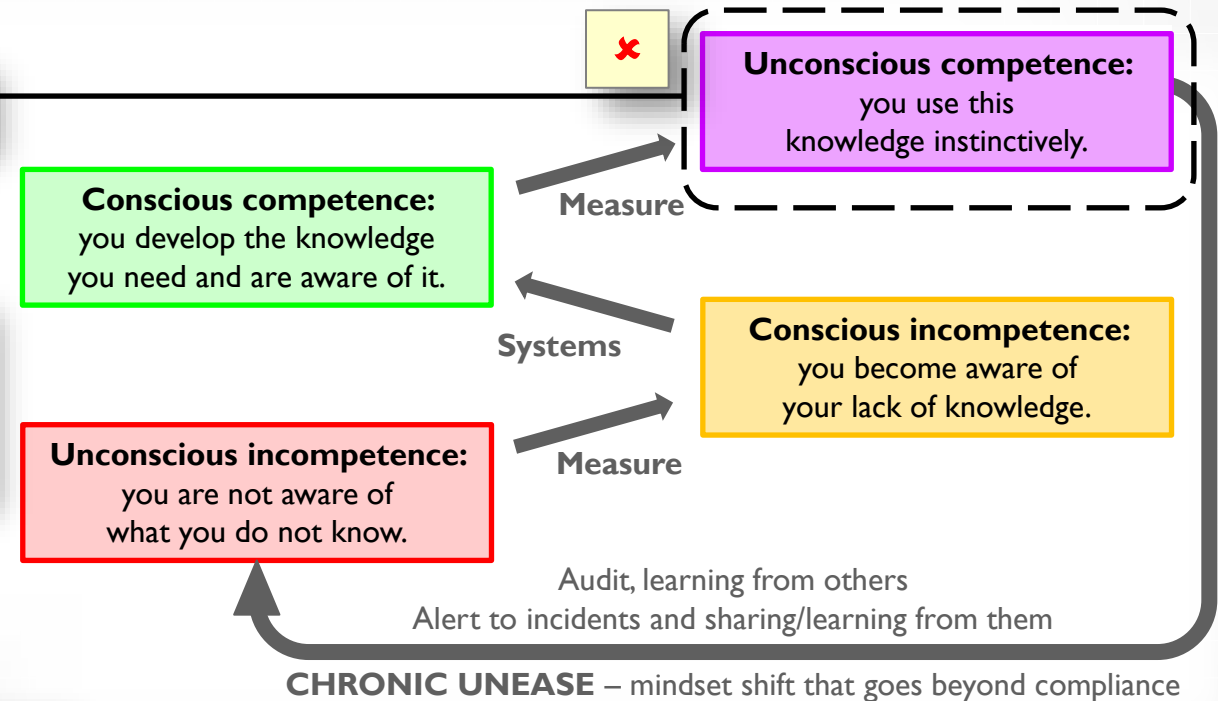 ✘
Unconscious competence:
you use this
knowledge instinctively.
Measure
Conscious competence:
you develop the knowledge
you need and are aware of it.
Systems
Conscious incompetence:
you become aware of
your lack of knowledge.
Measure
Unconscious incompetence:
you are not aware of
what you do not know.
Audit, learning from others
Alert to incidents and sharing/learning from them
CHRONIC UNEASE – mindset shift that goes beyond compliance